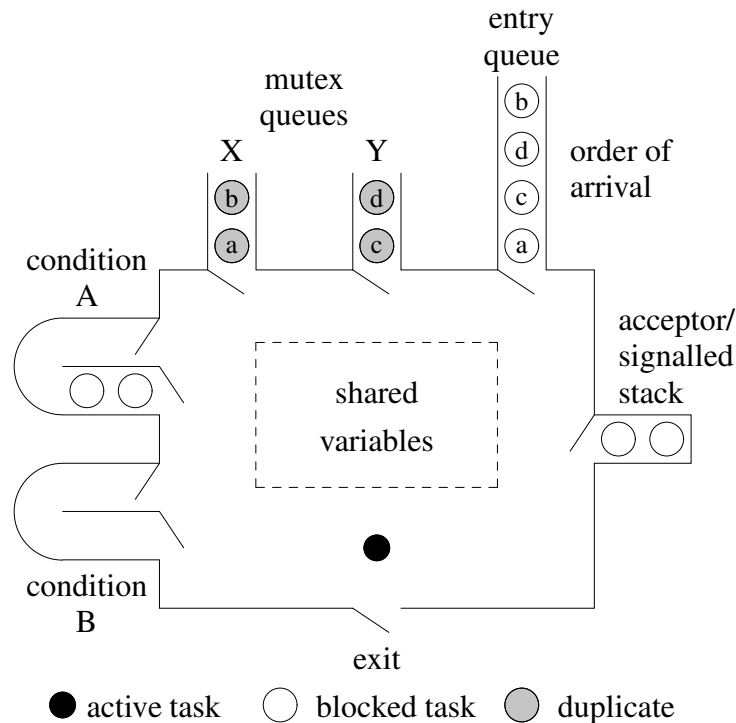 entry
queue
mutex
queues
X
Y
b
d
c
a
order of
arrival
b
a
d
c
condition
A
acceptor/
signalled
stack
shared
variables
condition
B
exit
active task
blocked task
duplicate